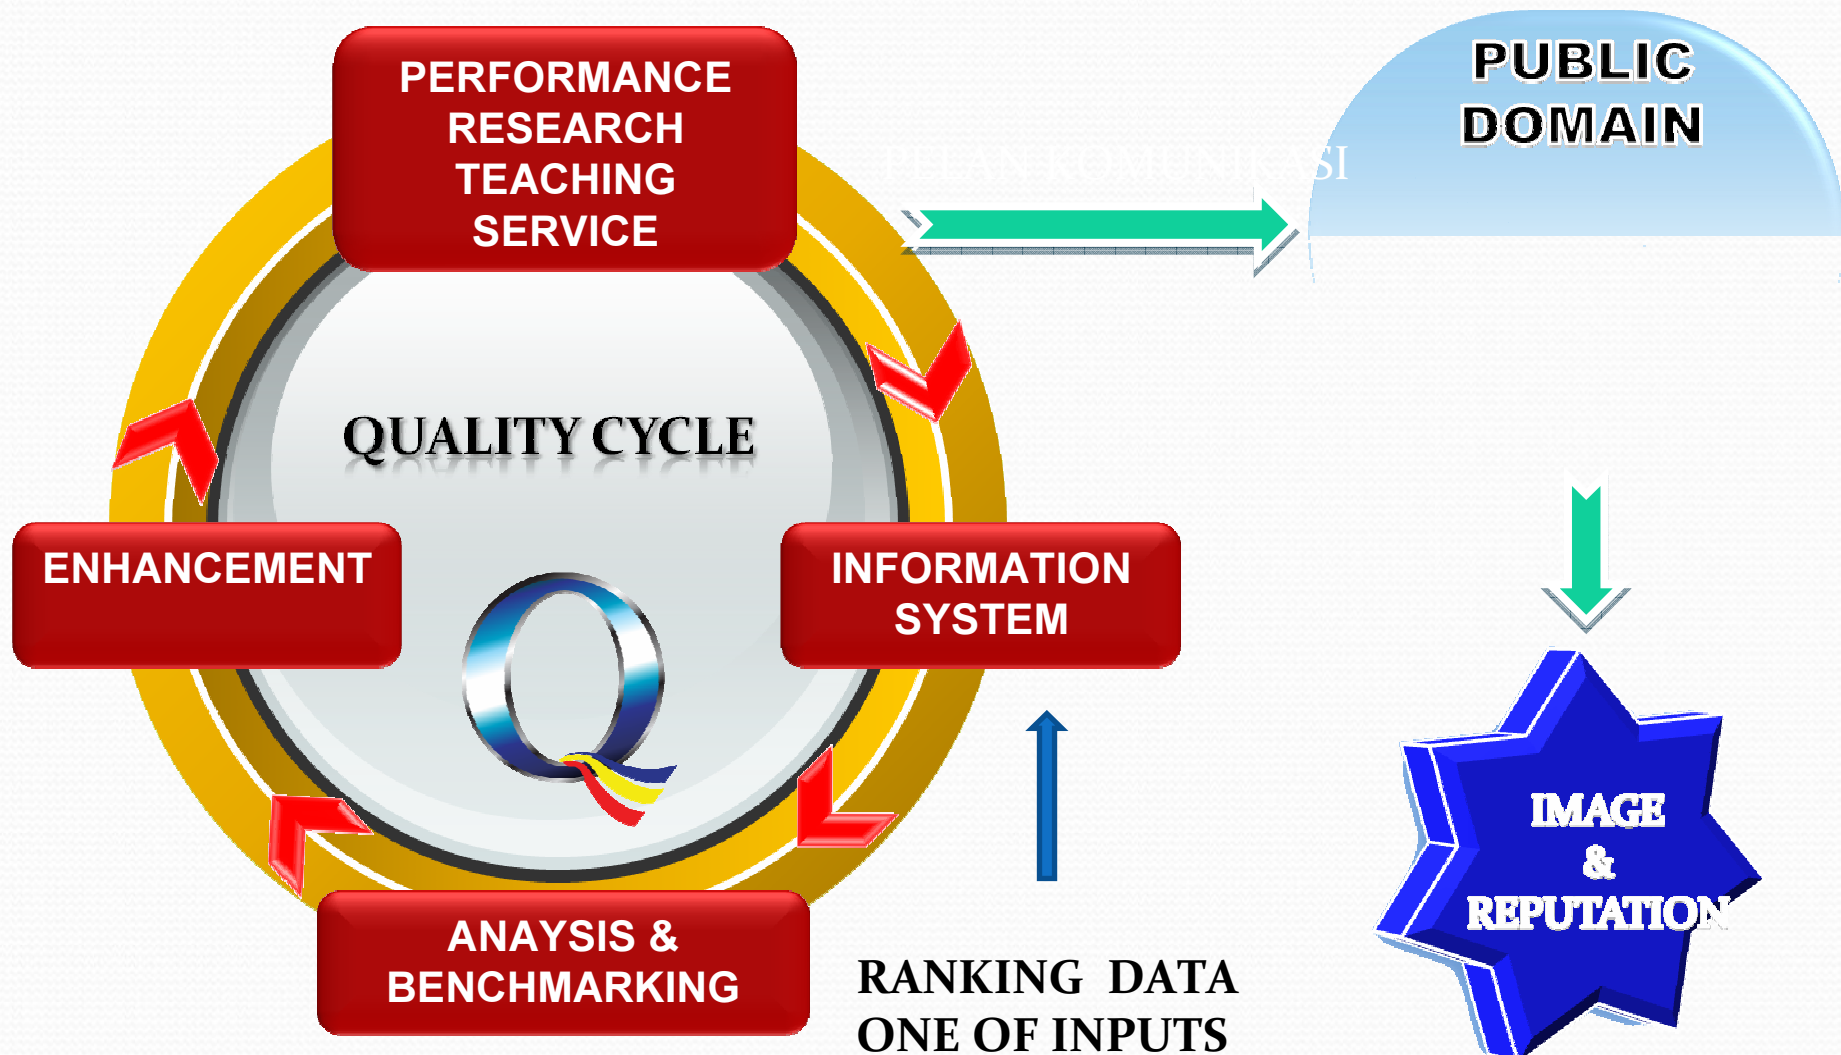 PERFORMANCE
RESEARCH
TEACHING
SERVICE
PUBLIC
DOMAIN
QUALITY CYCLE
ENHANCEMENT
INFORMATION
SYSTEM
Q
IMAGE
&
REPUTATION
ANAYSIS &
BENCHMARKING
RANKING DATA
ONE OF INPUTS